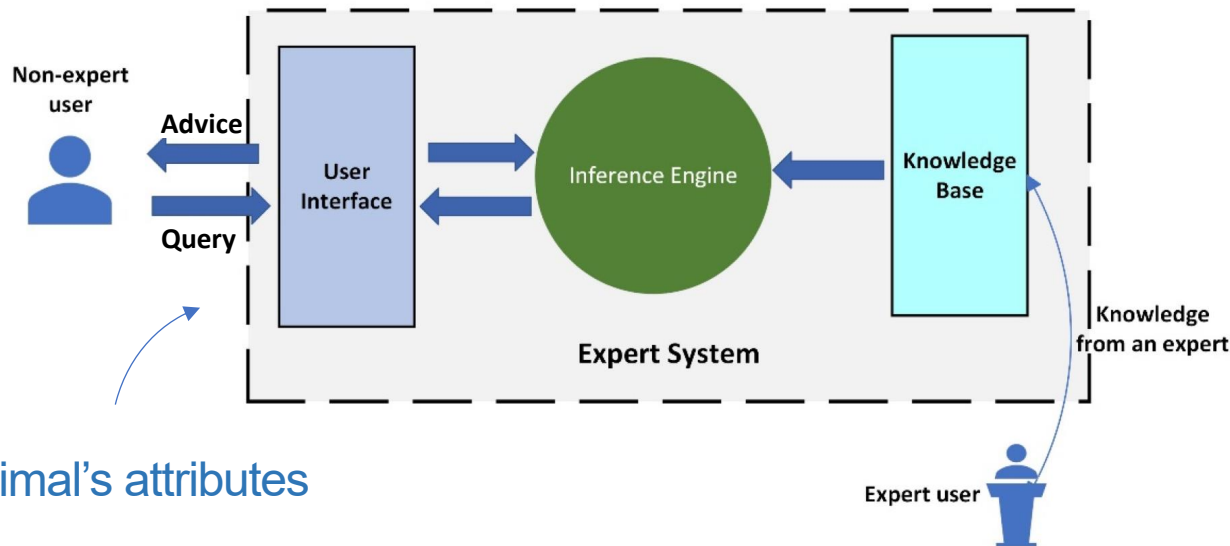 Non-expert
user
Advice
Query
User
Interface
Inference Engine
Knowledge
Base
Expert System
Knowledge
from an expert
imal’s attributes
Expert user